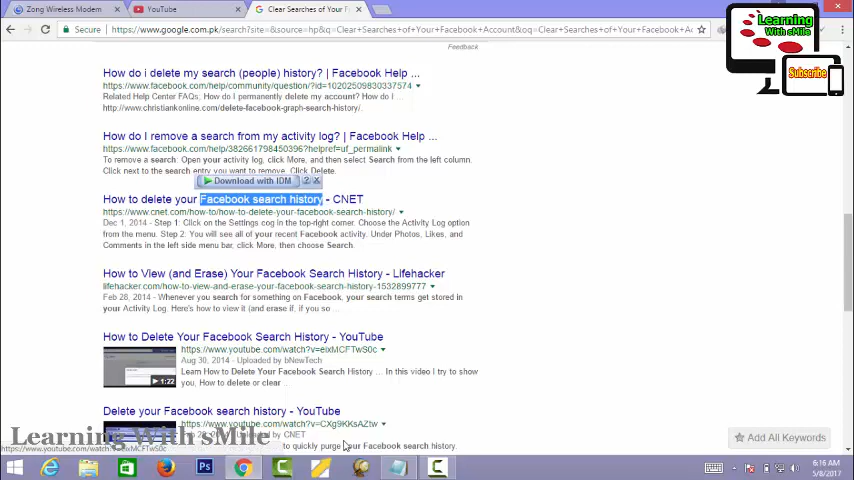 Zong Wireless Modem
YouTube
Clear Searches of Your F
Learning
With sMile
Subscribe
Secure
https://www.google.com.pk/search?site=&source=hp&q=Clear+Searches+of+Your+Facebook+Account&oq=Clear+Searches+of+Your+Facebook+A
Feedback
How do i delete my search (people) history? | Facebook Help ...
https://www.facebook.com/help/community/question/?id=10202509830337574
Related Help Center FAQs; How do I permanently delete my account? How do I ...
http://www.christiankonline.com/delete-facebook-graph-search-history/.
How do I remove a search from my activity log? | Facebook Help ...
https://www.facebook.com/help/382661798450396?helpref=uf_permalink
To remove a search: Open your activity log, click More, and then select Search from the left column.
Click next to the search entry you want to remove. Click Delete.
Download with IDM ? X
How to delete your Facebook search history - CNET
https://www.cnet.com/how-to/how-to-delete-your-facebook-search-history/
Dec 1, 2014 - Step 1: Click on the Settings cog in the top-right corner. Choose the Activity Log option
from the menu. Step 2: You will see all of your recent Facebook activity. Under Photos, Likes, and
Comments in the left side menu bar, click More, then choose Search.
How to View (and Erase) Your Facebook Search History - Lifehacker
lifehacker.com/how-to-view-and-erase-your-facebook-search-history-1532899777
Feb 28, 2014 - Whenever you search for something on Facebook, your search terms get stored in
your Activity Log. Here's how to view it (and erase if, if you so ...
How to Delete Your Facebook Search History - YouTube
https://www.youtube.com/watch?v=eixMCFTwS0c
Aug 30, 2014 - Uploaded by bNewTech
Learn How to Delete Your Facebook Search History ... In this video I try to show
you, How to delete or clear ...
1:22
Delete your Facebook search history - YouTube
https://www.youtube.com/watch?v=CXg9KKsAZtw
Uploaded by CNET
to quickly purge your Facebook search history.
Learning With sMile
https://www.youtube.com/watch?v=eixMCFTwS0c
Add All Keywords
6:16 AM
5/8/2017